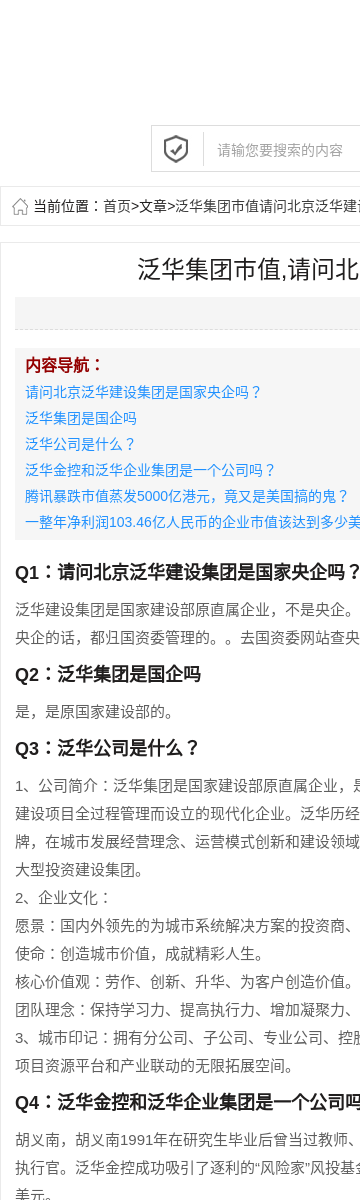 请输您要搜索的内容
当前位置：首页>文章>泛华集团市值请问北京泛华建
泛华集团市值,请问北
内容导航：
请问北京泛华建设集团是国家央企吗？
泛华集团是国企吗
泛华公司是什么？
泛华金控和泛华企业集团是一个公司吗？
腾讯暴跌市值蒸发5000亿港元，竟又是美国搞的鬼？
一整年净利润103.46亿人民币的企业市值该达到多少美
Q1：请问北京泛华建设集团是国家央企吗？
泛华建设集团是国家建设部原直属企业，不是央企。
央企的话，都归国资委管理的。。去国资委网站查央
Q2：泛华集团是国企吗
是，是原国家建设部的。
Q3：泛华公司是什么？
1、公司简介：泛华集团是国家建设部原直属企业，是
建设项目全过程管理而设立的现代化企业。泛华历经
牌，在城市发展经营理念、运营模式创新和建设领域
大型投资建设集团。
2、企业文化：
愿景：国内外领先的为城市系统解决方案的投资商、
使命：创造城市价值，成就精彩人生。
核心价值观：劳作、创新、升华、为客户创造价值。
团队理念：保持学习力、提高执行力、增加凝聚力、
3、城市印记：拥有分公司、子公司、专业公司、控股
项目资源平台和产业联动的无限拓展空间。
Q4：泛华金控和泛华企业集团是一个公司吗
胡义南，胡义南1991年在研究生毕业后曾当过教师、
执行官。泛华金控成功吸引了逐利的“风险家”风投基金
美元。